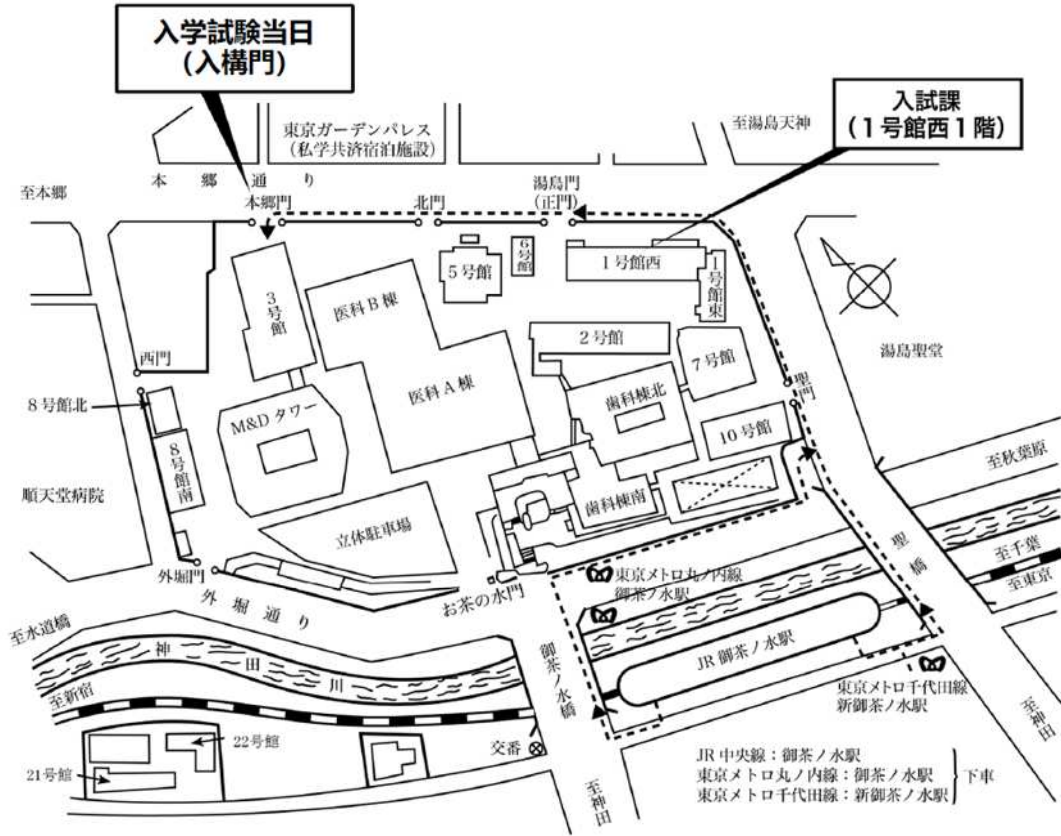 入学試験当日
(入構門)
入試課
(1号館西1階)
東京ガーデンパレス
(私学共済宿泊施設)
至湯島天神
至本郷
本郷通り
本郷門
北門
湯島門
(正門)
6号館
5号館
1号館西
1号館東
3号館
医科B棟
2号館
7号館
湯島聖堂
西門
医科A棟
歯科棟北
聖門
8号館北
M&Dタワー
10号館
8号館南
至秋葉原
順天堂病院
立体駐車場
歯科棟南
聖橋
至千葉
至東京
外堀門
お茶の水門
東京メトロ丸ノ内線
御茶ノ水駅
外堀通り
至水道橋
神田川
御茶ノ水橋
JR御茶ノ水駅
至新宿
東京メトロ千代田線
新御茶ノ水駅
至神田
22号館
21号館
交番
至神田
JR中央線:御茶ノ水駅
東京メトロ丸ノ内線:御茶ノ水駅
東京メトロ千代田線:新御茶ノ水駅
下車